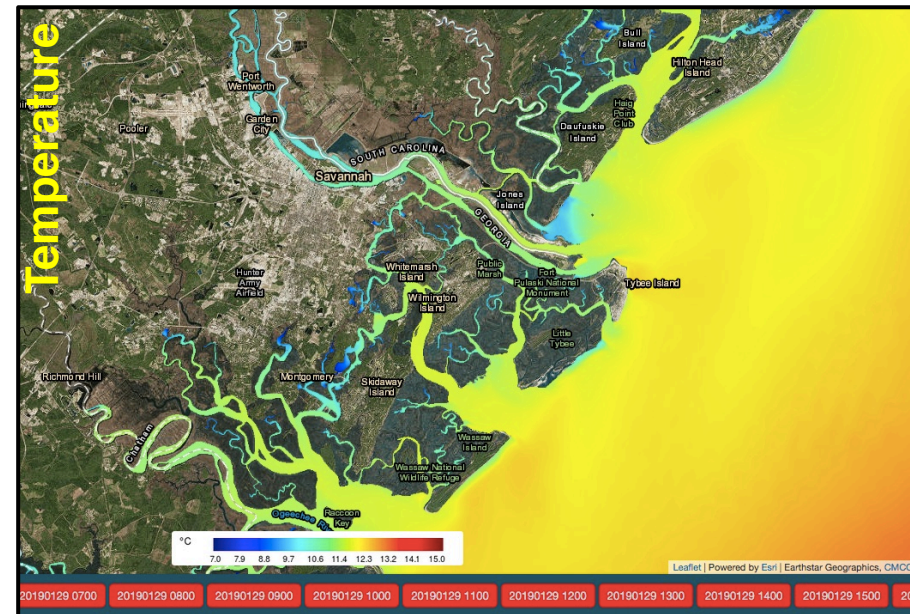 Temperature
Bull
Island
Hilton Head
Island
Port
Wentworth
Haig
Point
Club
Garden
City
Pooler
Daufuskie
Island
SOUTH CAROLINA
Savannah
Jones
Island
GEORGIA
Hunter
Army
Airfield
Whitemarsh
Island
Public
Marsh
Fort
Pulaski National
Monument
Tybee Island
Wilmington
Island
Little
Tybee
Richmond Hill
Montgomery
Skidaway
Island
Chatham
Wassaw
Island
Wassaw National
Wildlife Refuge
Raccoon
Key
°C
7.0 7.9 8.8 9.7 10.6 11.4 12.3 13.2 14.1 15.0
Leaflet | Powered by Esri | Earthstar Geographics, CMCC
20190129 0700 20190129 0800 20190129 0900 20190129 1000 20190129 1100 20190129 1200 20190129 1300 20190129 1400 20190129 1500